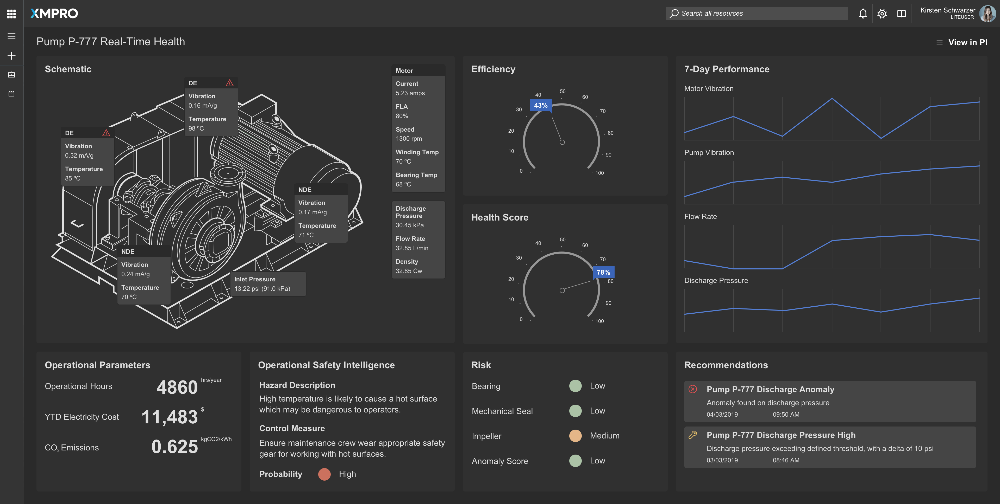 XMPRO
Search all resources
Kirsten Schwarzer
LITEUSER
Pump P-777 Real-Time Health
View in PI
Schematic
DE
Vibration
0.16 mA/g
Temperature
98 ºC
DE
Vibration
0.32 mA/g
Temperature
85 ºC
NDE
Vibration
0.17 mA/g
Temperature
71 ºC
NDE
Vibration
0.24 mA/g
Temperature
70 ºC
Inlet Pressure
13.22 psi (91.0 kPa)
Motor
Current
5.23 amps
FLA
80%
Speed
1300 rpm
Winding Temp
70 ºC
Bearing Temp
68 ºC
Discharge
Pressure
30.45 kPa
Flow Rate
32.85 L/min
Density
32.85 Cw
Efficiency
0
10
20
30
40
50
60
70
80
90
100
43%
Health Score
0
10
20
30
40
50
60
70
80
90
100
78%
7-Day Performance
Motor Vibration
Pump Vibration
Flow Rate
Discharge Pressure
Operational Parameters
Operational Hours 4860 hrs/year
YTD Electricity Cost 11,483 $
CO₂ Emissions 0.625 kgCO2/kWh
Operational Safety Intelligence
Hazard Description
High temperature is likely to cause a hot surface
which may be dangerous to operators.
Control Measure
Ensure maintenance crew wear appropriate safety
gear for working with hot surfaces.
Probability High
Risk
Bearing Low
Mechanical Seal Low
Impeller Medium
Anomaly Score Low
Recommendations
Pump P-777 Discharge Anomaly
Anomaly found on discharge pressure
04/03/2019 09:50 AM
Pump P-777 Discharge Pressure High
Discharge pressure exceeding defined threshold, with a delta of 10 psi
03/03/2019 08:46 AM